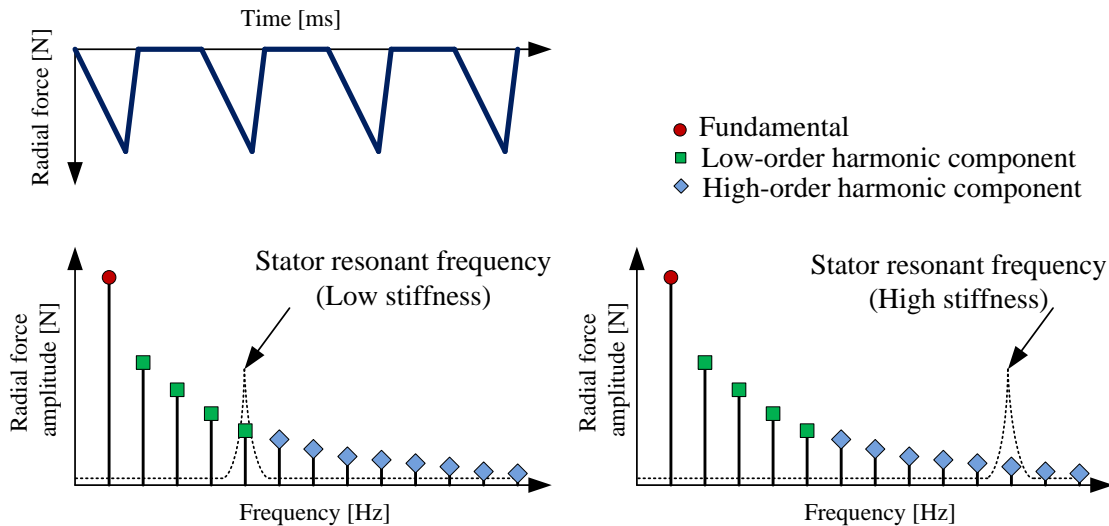 Time [ms]
Radial force [N]
Fundamental
Low-order harmonic component
High-order harmonic component
Stator resonant frequency
(Low stiffness)
Radial force
amplitude [N]
Frequency [Hz]
Stator resonant frequency
(High stiffness)
Radial force
amplitude [N]
Frequency [Hz]